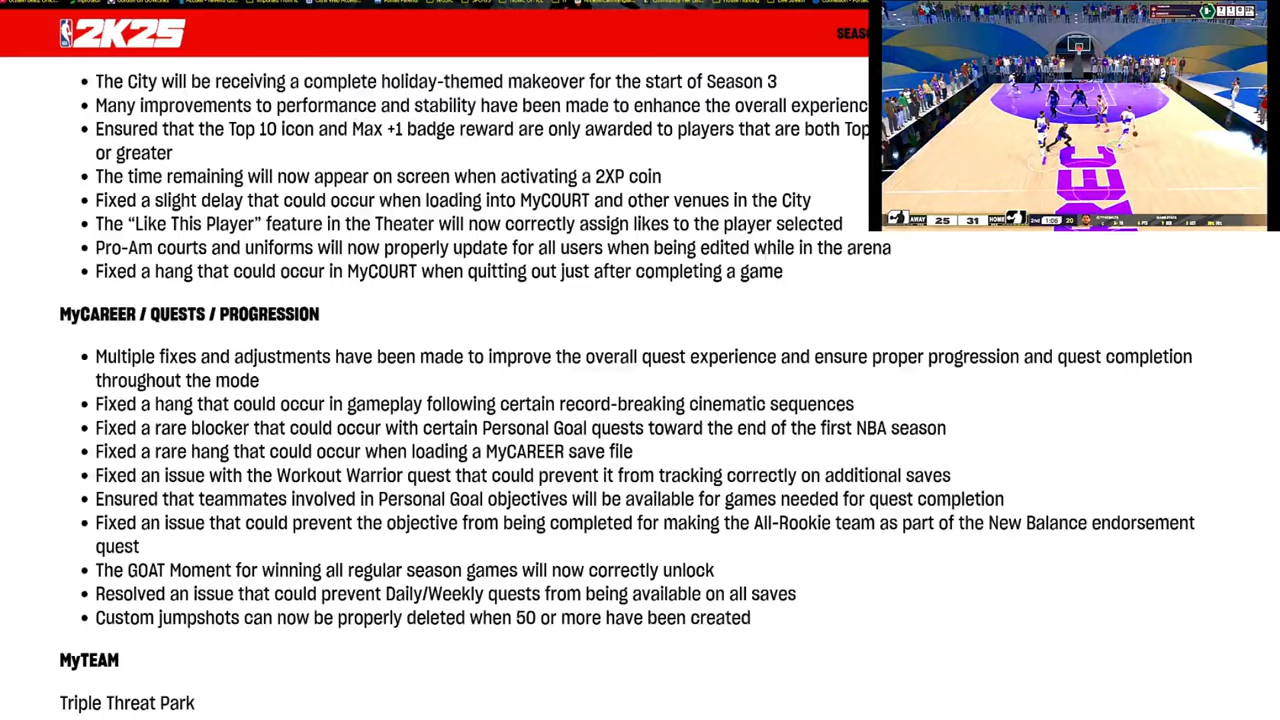 NBA 2K25
SEAS
The City will be receiving a complete holiday-themed makeover for the start of Season 3
Many improvements to performance and stability have been made to enhance the overall experienc
Ensured that the Top 10 icon and Max +1 badge reward are only awarded to players that are both Top
or greater
The time remaining will now appear on screen when activating a 2XP coin
Fixed a slight delay that could occur when loading into MyCOURT and other venues in the City
The “Like This Player” feature in the Theater will now correctly assign likes to the player selected
Pro-Am courts and uniforms will now properly update for all users when being edited while in the arena
Fixed a hang that could occur in MyCOURT when quitting out just after completing a game
REC
AWAY 25 31 HOME 2ND 1:06 20
MyCAREER / QUESTS / PROGRESSION
Multiple fixes and adjustments have been made to improve the overall quest experience and ensure proper progression and quest completion
throughout the mode
Fixed a hang that could occur in gameplay following certain record-breaking cinematic sequences
Fixed a rare blocker that could occur with certain Personal Goal quests toward the end of the first NBA season
Fixed a rare hang that could occur when loading a MyCAREER save file
Fixed an issue with the Workout Warrior quest that could prevent it from tracking correctly on additional saves
Ensured that teammates involved in Personal Goal objectives will be available for games needed for quest completion
Fixed an issue that could prevent the objective from being completed for making the All-Rookie team as part of the New Balance endorsement
quest
The GOAT Moment for winning all regular season games will now correctly unlock
Resolved an issue that could prevent Daily/Weekly quests from being available on all saves
Custom jumpshots can now be properly deleted when 50 or more have been created
MyTEAM
Triple Threat Park